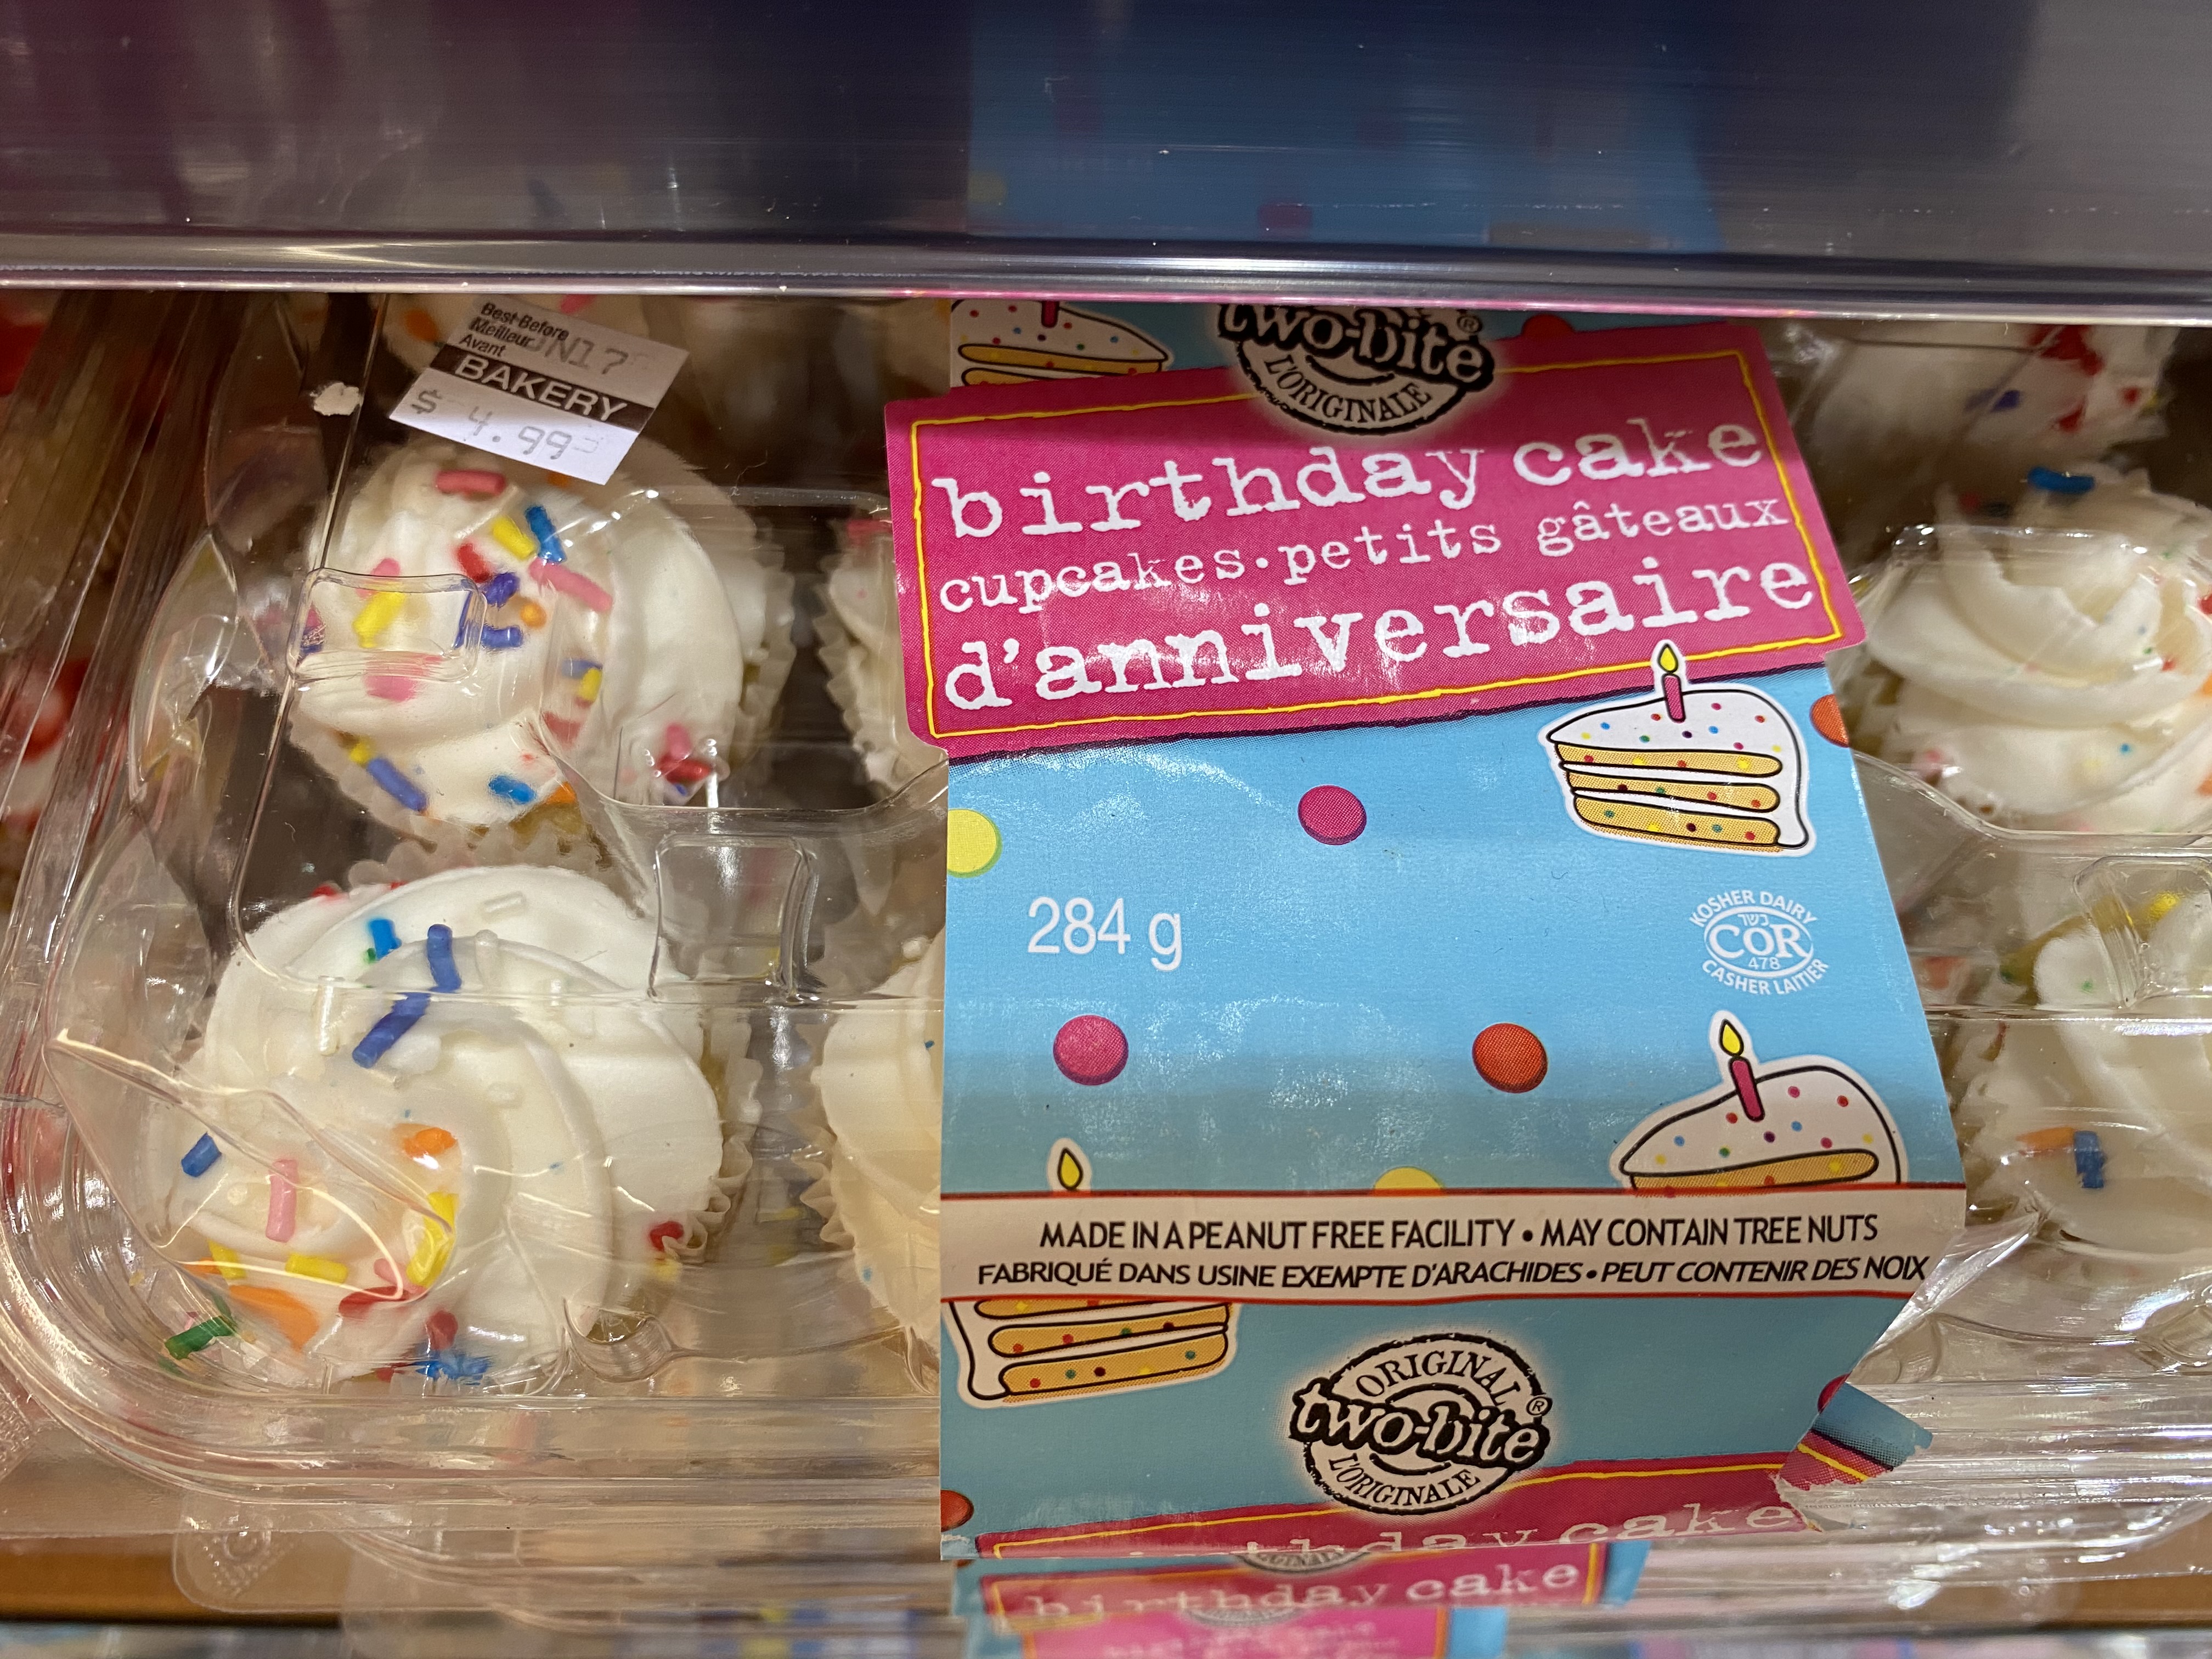 Best Before
Meilleur
Avant
BAKERY
$ 4.99
two-bite®
L'ORIGINALE
birthday cake
cupcakes•petits gâteaux
d'anniversaire
284 g
KOSHER DAIRY
כשר
COR
478
CASHER LAITIER
MADE IN A PEANUT FREE FACILITY • MAY CONTAIN TREE NUTS
FABRIQUÉ DANS USINE EXEMPTE D'ARACHIDES • PEUT CONTENIR DES NOIX
ORIGINAL
two-bite®
L'ORIGINALE
birthday cake
birthday cake